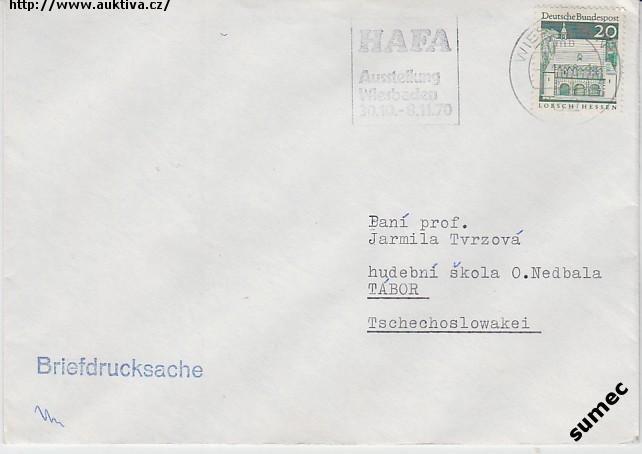 http://www.auktiva.cz/
HAFA
Ausstellung
Wiesbaden
30.10.-8.11.70
WIES
Deutsche Bundespost
20
LORSCH/HESSEN
Paní prof.
Jarmila Tvrzová
hudební škola O.Nedbala
TÁBOR
Tschechoslowakei
Briefdrucksache
sumec